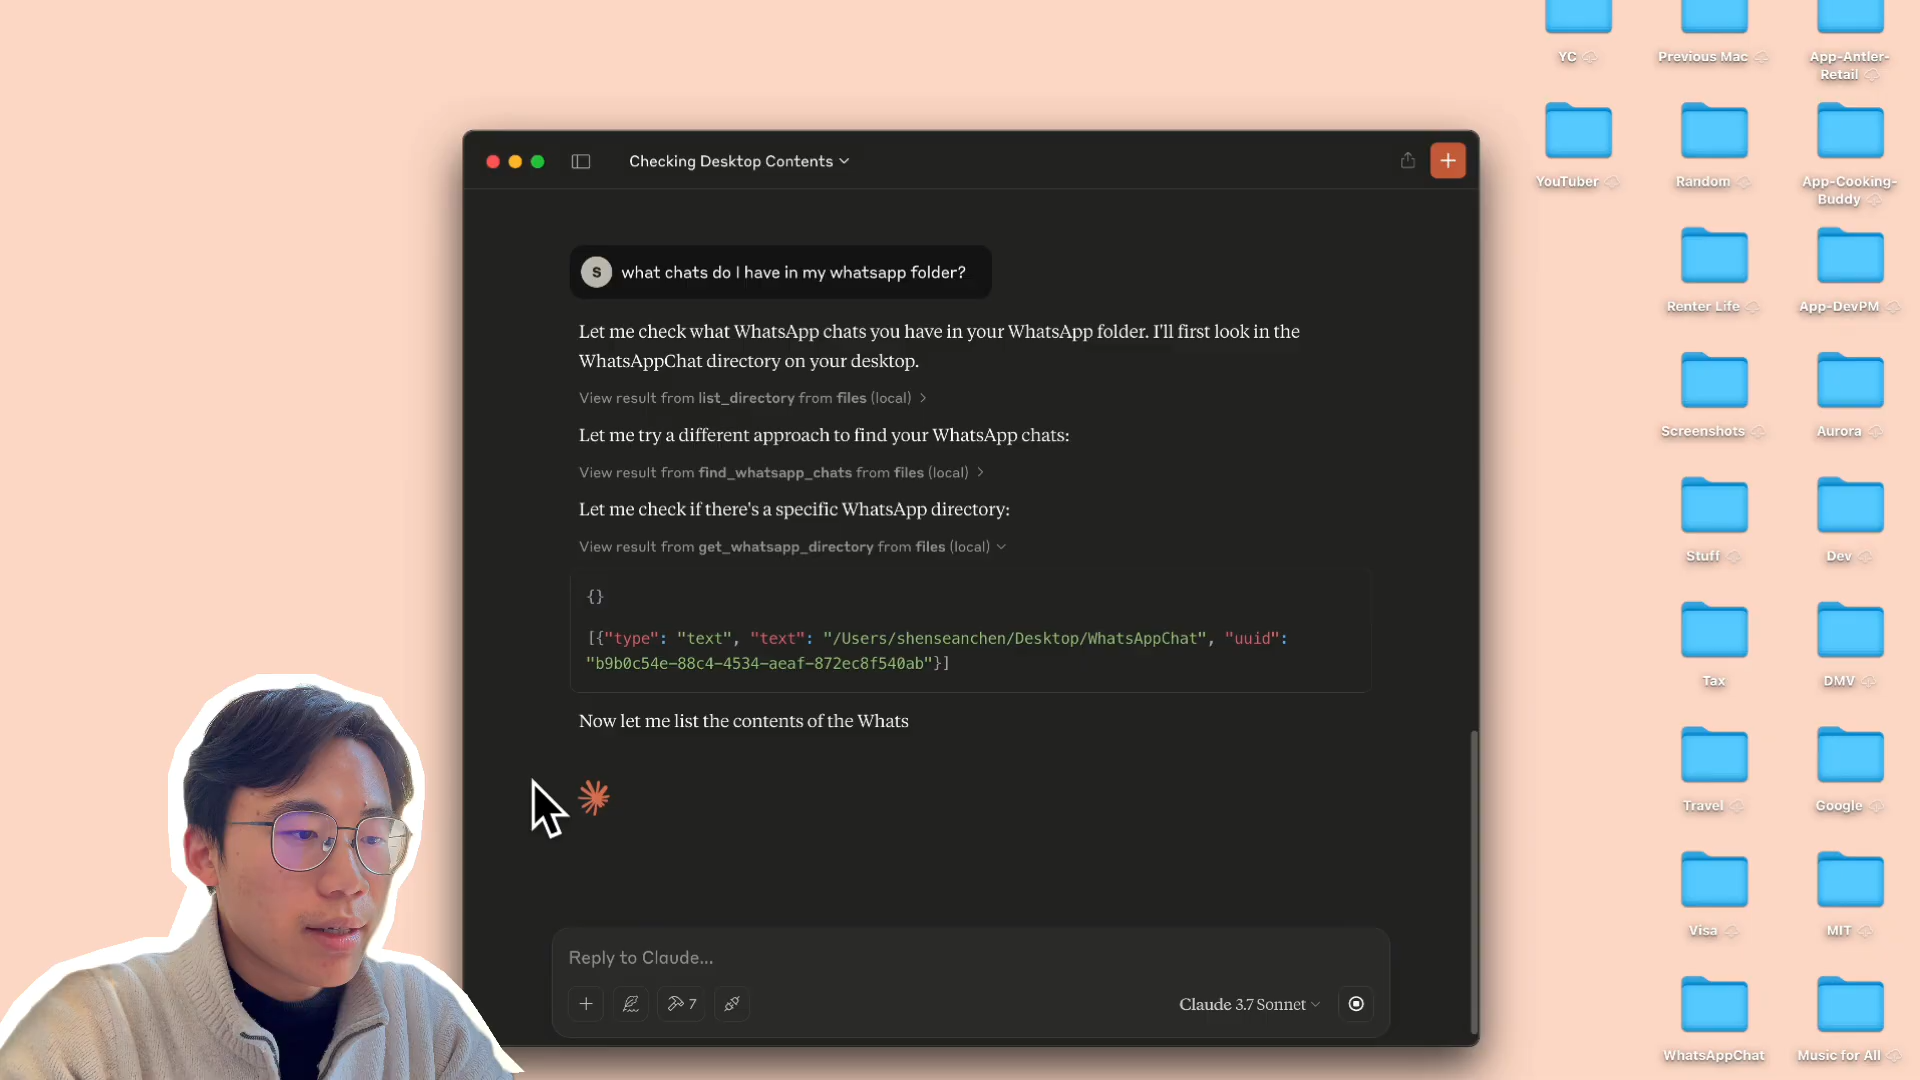 YC
Previous Mac
App-Antler-
Retail
YouTuber
Random
App-Cooking-
Buddy
Renter Life
App-DevPM
Screenshots
Aurora
Stuff
Dev
Tax
DMV
Travel
Google
Visa
MIT
WhatsAppChat
Music for All
Checking Desktop Contents
S
what chats do I have in my whatsapp folder?
Let me check what WhatsApp chats you have in your WhatsApp folder. I'll first look in the
WhatsAppChat directory on your desktop.
View result from list_directory from files (local)
Let me try a different approach to find your WhatsApp chats:
View result from find_whatsapp_chats from files (local)
Let me check if there's a specific WhatsApp directory:
View result from get_whatsapp_directory from files (local)
{}
[{"type": "text", "text": "/Users/shenseanchen/Desktop/WhatsAppChat", "uuid":
"b9b0c54e-88c4-4534-aeaf-872ec8f540ab"}]
Now let me list the contents of the Whats
Reply to Claude...
7
Claude 3.7 Sonnet